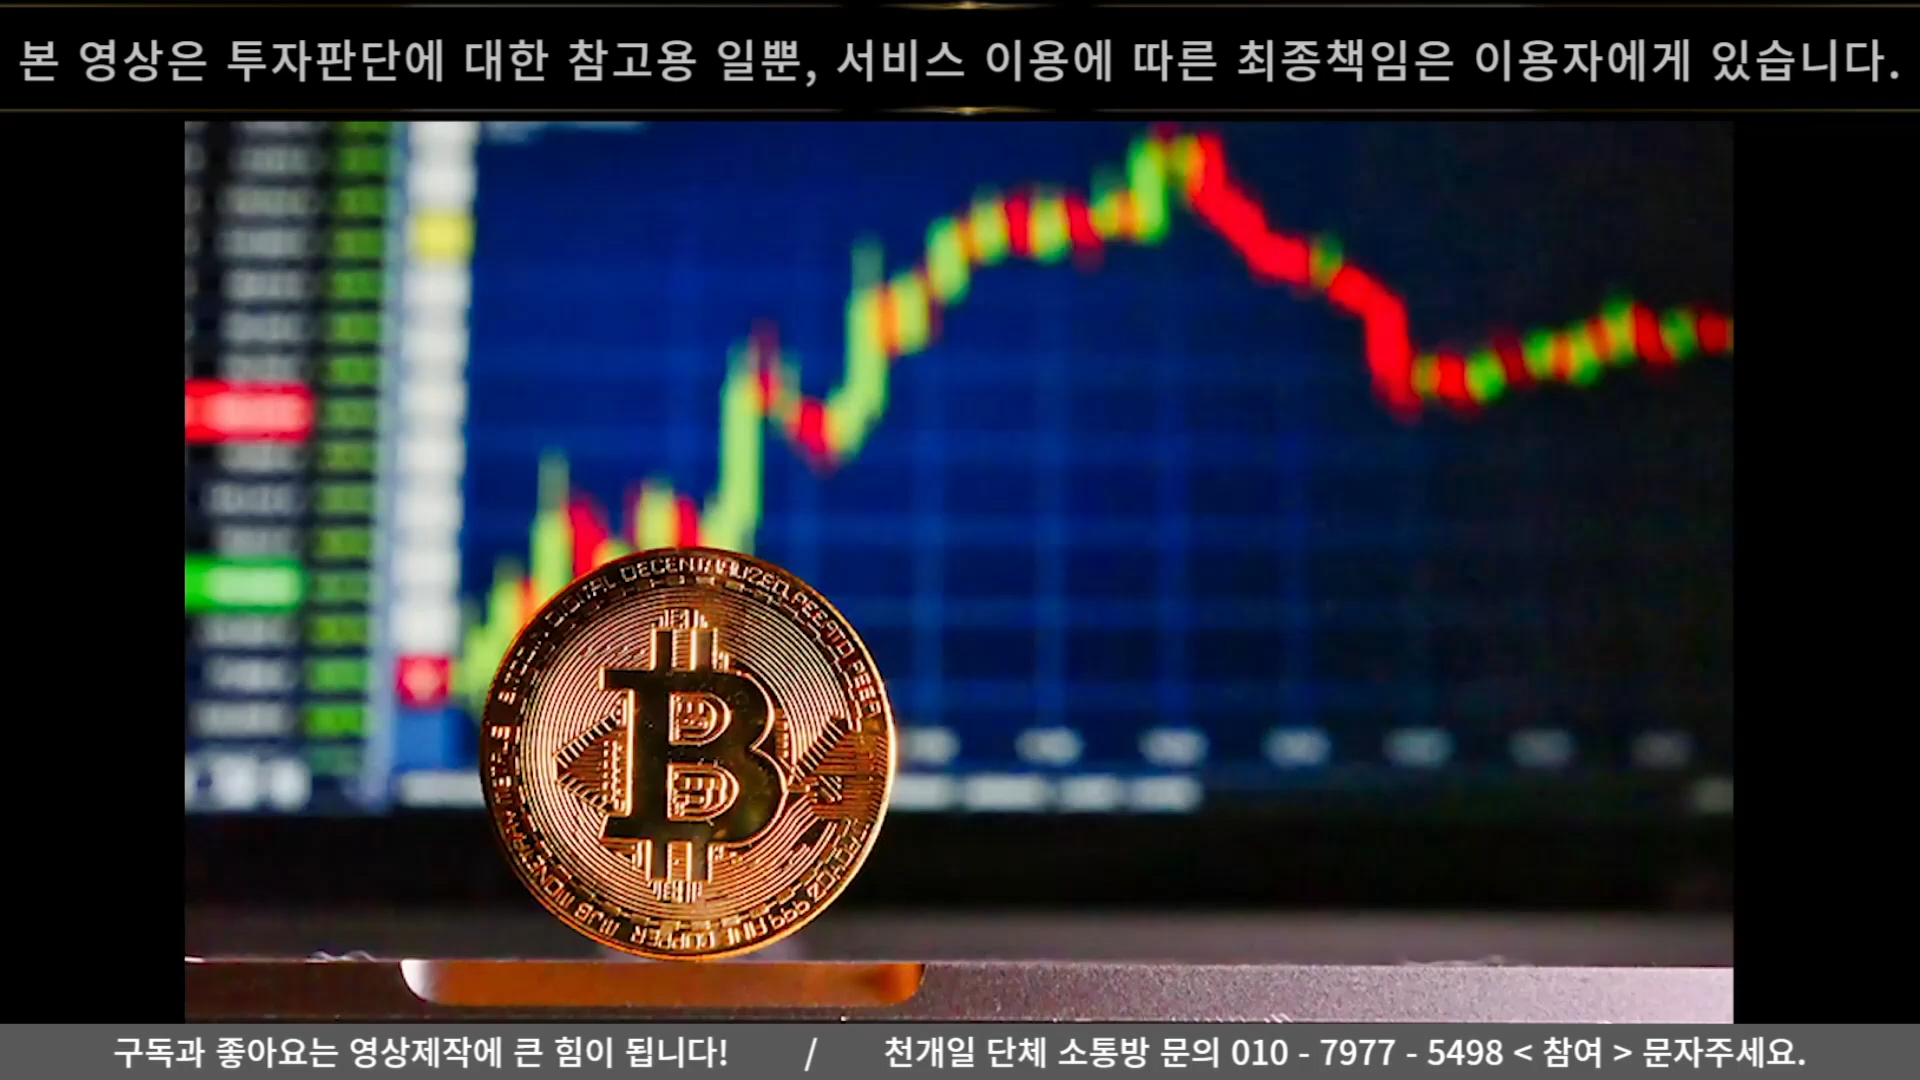 본 영상은 투자판단에 대한 참고용 일뿐, 서비스 이용에 따른 최종책임은 이용자에게 있습니다.
구독과 좋아요는 영상제작에 큰 힘이 됩니다! / 천개일 단체 소통방 문의 010 - 7977 - 5498 < 참여 > 문자주세요.